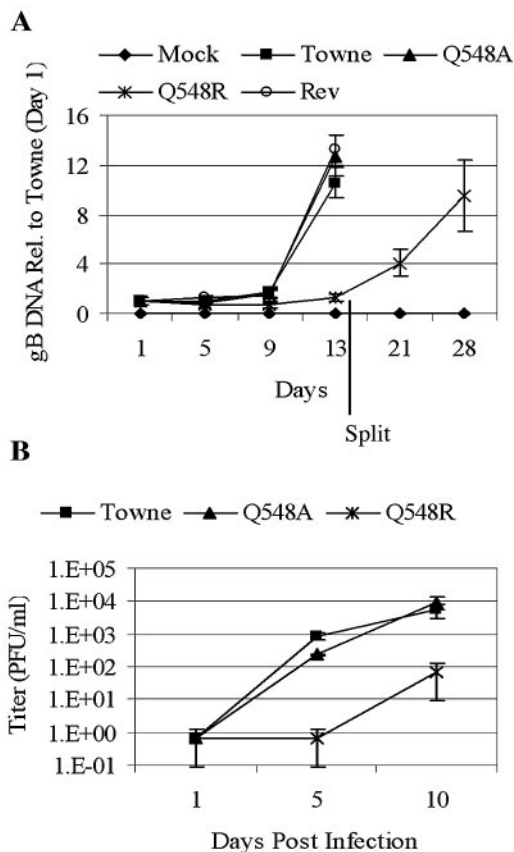 A
Mock Towne Q548A
Q548R Rev
gB DNA Rel. to Towne (Day 1)
16
12
8
4
0
1 5 9 13 21 28
Days
Split
B
Towne Q548A Q548R
Titer (PFU/ml)
1.E+05
1.E+04
1.E+03
1.E+02
1.E+01
1.E+00
1.E-01
1 5 10
Days Post Infection